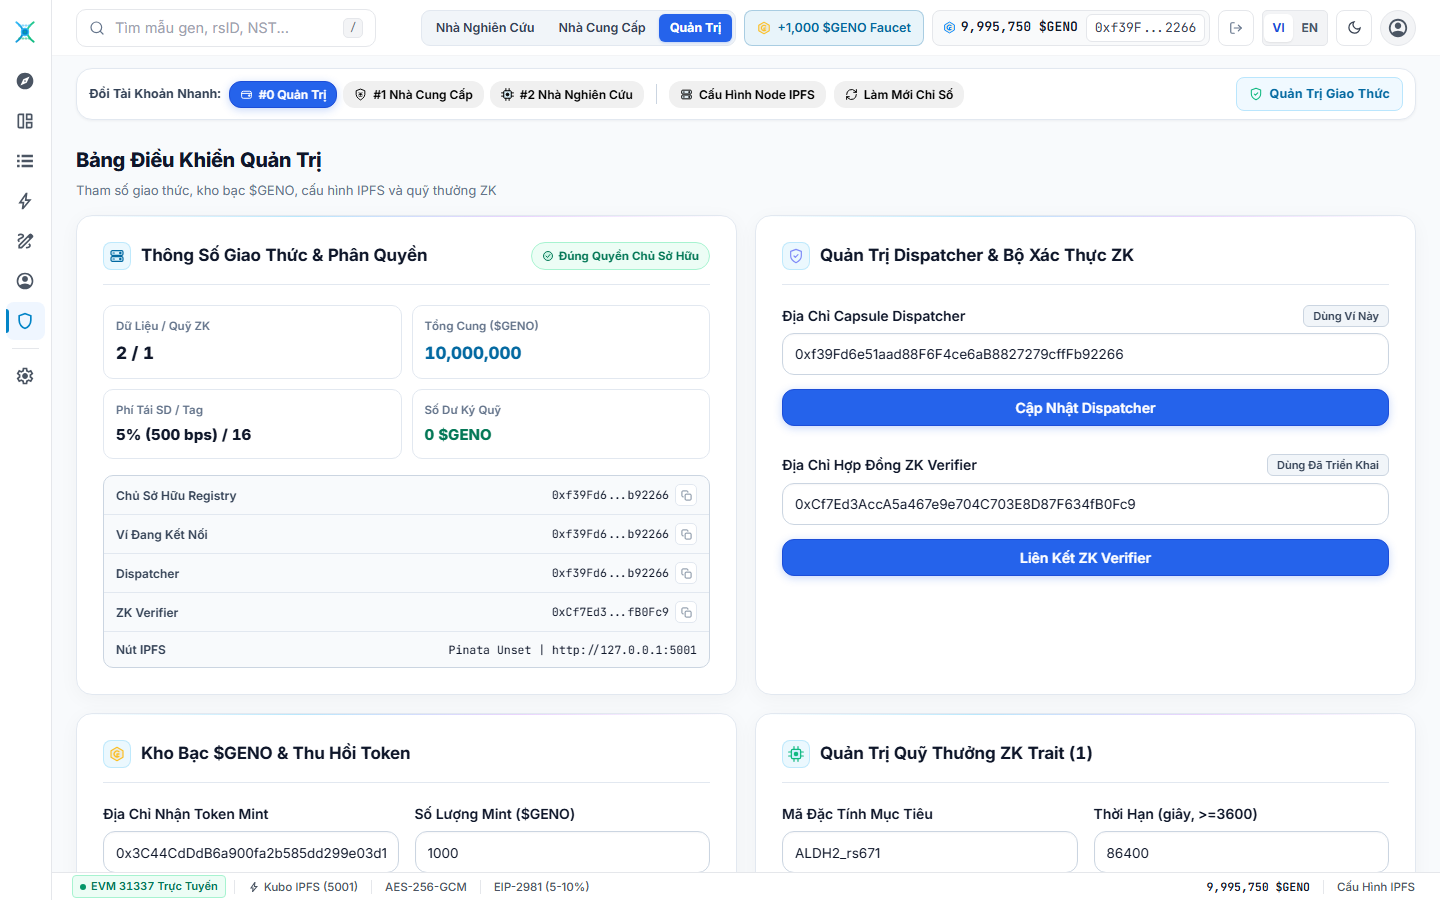 Tìm mẫu gen, rsID, NST...
/
Nhà Nghiên Cứu
Nhà Cung Cấp
Quản Trị
+1,000 $GENO Faucet
9,995,750 $GENO
0xf39F...2266
VI
EN
Đổi Tài Khoản Nhanh:
#0 Quản Trị
#1 Nhà Cung Cấp
#2 Nhà Nghiên Cứu
Cấu Hình Node IPFS
Làm Mới Chỉ Số
Quản Trị Giao Thức
Bảng Điều Khiển Quản Trị
Tham số giao thức, kho bạc $GENO, cấu hình IPFS và quỹ thưởng ZK
Thông Số Giao Thức & Phân Quyền
Đúng Quyền Chủ Sở Hữu
Dữ Liệu / Quỹ ZK
2 / 1
Tổng Cung ($GENO)
10,000,000
Phí Tái SD / Tag
5% (500 bps) / 16
Số Dư Ký Quỹ
0 $GENO
Chủ Sở Hữu Registry
0xf39Fd6...b92266
Ví Đang Kết Nối
0xf39Fd6...b92266
Dispatcher
0xf39Fd6...b92266
ZK Verifier
0xCf7Ed3...fB0Fc9
Nút IPFS
Pinata Unset | http://127.0.0.1:5001
Quản Trị Dispatcher & Bộ Xác Thực ZK
Địa Chỉ Capsule Dispatcher
Dùng Ví Này
0xf39Fd6e51aad88F6F4ce6aB8827279cffFb92266
Cập Nhật Dispatcher
Địa Chỉ Hợp Đồng ZK Verifier
Dùng Đã Triển Khai
0xCf7Ed3AccA5a467e9e704C703E8D87F634fB0Fc9
Liên Kết ZK Verifier
Kho Bạc $GENO & Thu Hồi Token
Địa Chỉ Nhận Token Mint
0x3C44CdDdB6a900fa2b585dd299e03d1
Số Lượng Mint ($GENO)
1000
Quản Trị Quỹ Thưởng ZK Trait (1)
Mã Đặc Tính Mục Tiêu
ALDH2_rs671
Thời Hạn (giây, >=3600)
86400
EVM 31337 Trực Tuyến
Kubo IPFS (5001)
AES-256-GCM
EIP-2981 (5-10%)
9,995,750 $GENO
Cấu Hình IPFS